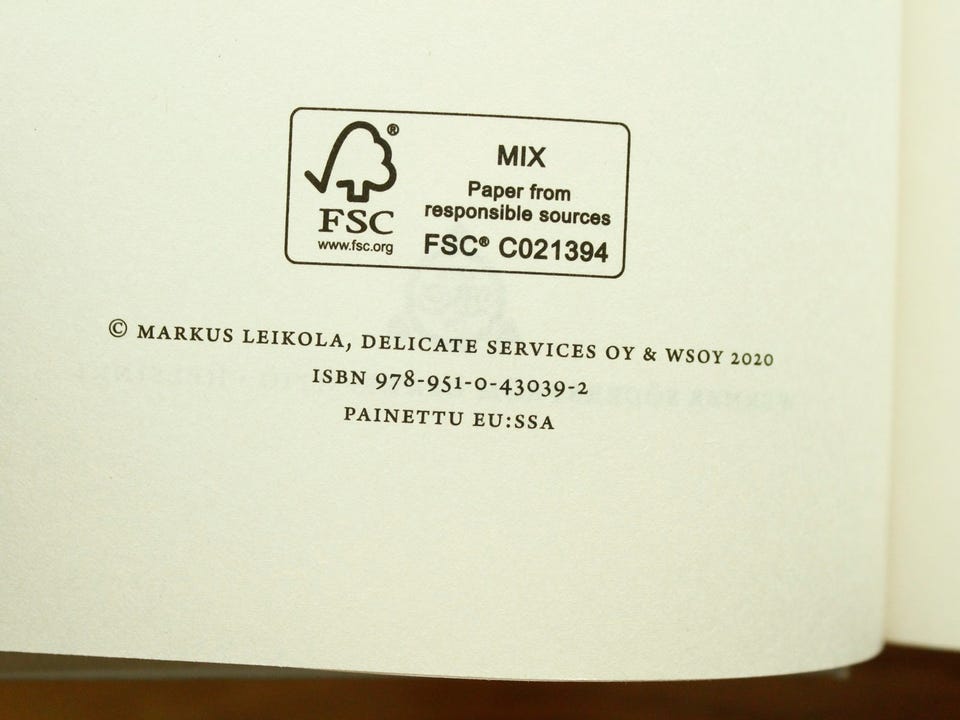 ®
FSC
www.fsc.org
MIX
Paper from
responsible sources
FSC® C021394
© MARKUS LEIKOLA, DELICATE SERVICES OY & WSOY 2020
ISBN 978-951-0-43039-2
PAINETTU EU:SSA